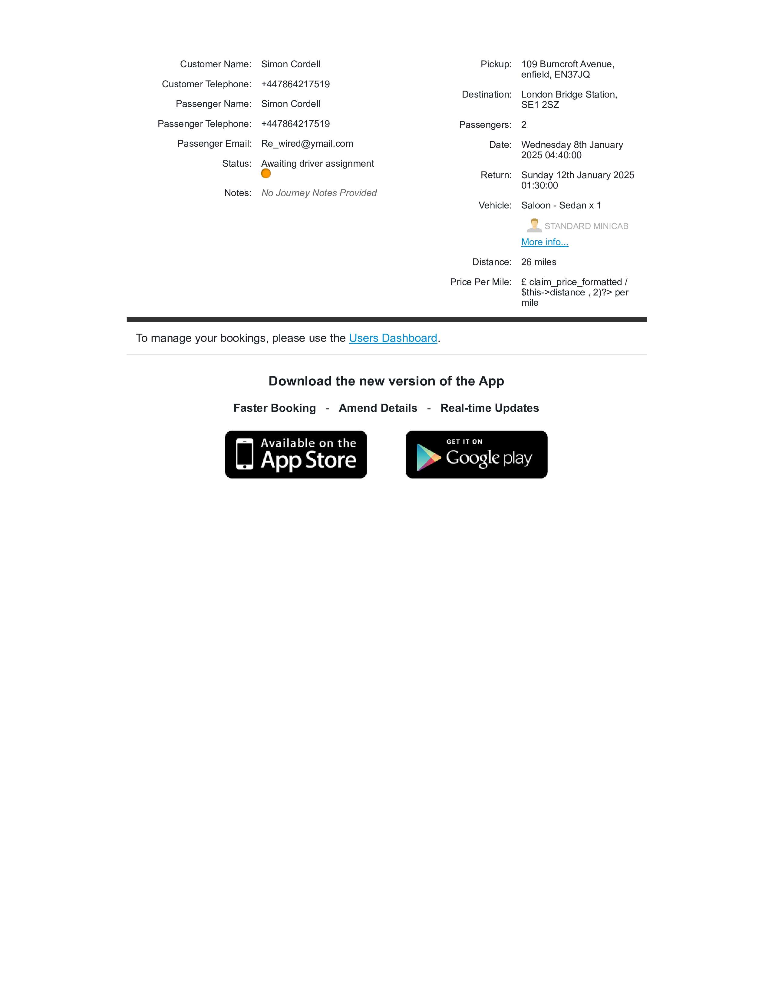 Customer Name: Simon Cordell
Customer Telephone: +447864217519
Passenger Name: Simon Cordell
Passenger Telephone: +447864217519
Passenger Email: Re_wired@ymail.com
Status: Awaiting driver assignment
Notes: No Journey Notes Provided
Pickup: 109 Burncroft Avenue,
enfield, EN37JQ
Destination: London Bridge Station,
SE1 2SZ
Passengers: 2
Date: Wednesday 8th January
2025 04:40:00
Return: Sunday 12th January 2025
01:30:00
Vehicle: Saloon - Sedan x 1
STANDARD MINICAB
More info...
Distance: 26 miles
Price Per Mile: £ claim_price_formatted /
$this->distance , 2)?> per
mile
To manage your bookings, please use the Users Dashboard.
Download the new version of the App
Faster Booking - Amend Details - Real-time Updates
Available on the
App Store
GET IT ON
Google play